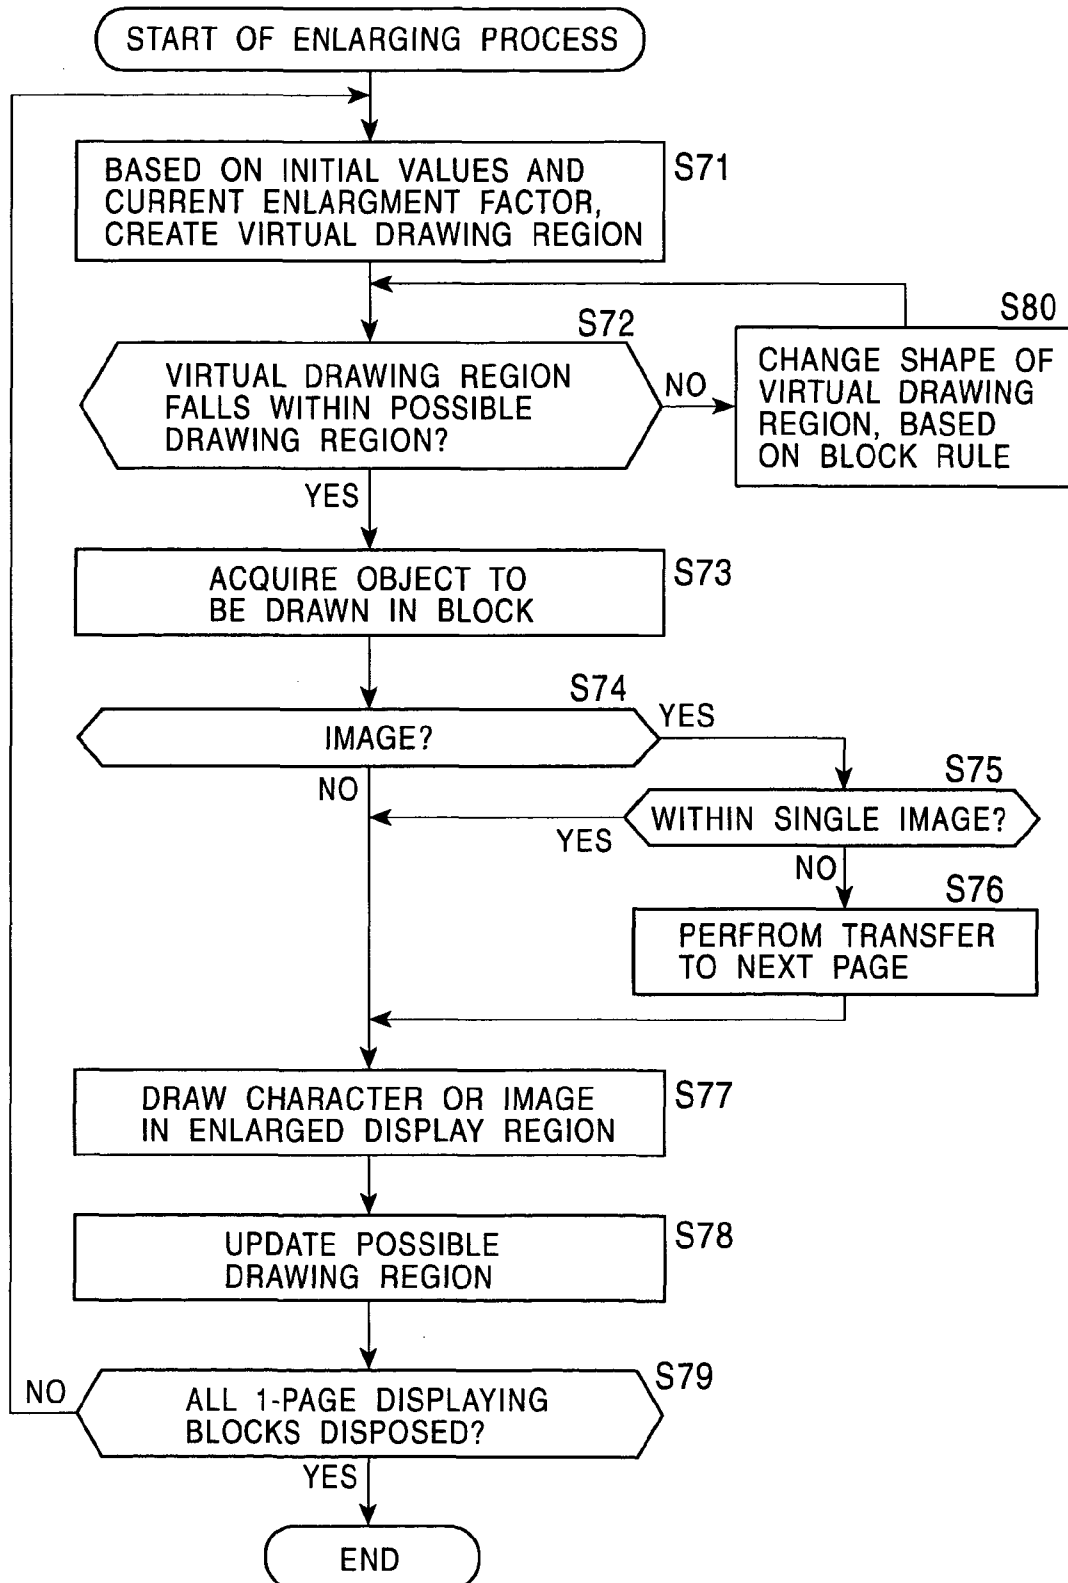 START OF ENLARGING PROCESS
BASED ON INITIAL VALUES AND
CURRENT ENLARGMENT FACTOR,
CREATE VIRTUAL DRAWING REGION
S71
S72
VIRTUAL DRAWING REGION
FALLS WITHIN POSSIBLE
DRAWING REGION?
NO
S80
CHANGE SHAPE OF
VIRTUAL DRAWING
REGION, BASED
ON BLOCK RULE
YES
ACQUIRE OBJECT TO
BE DRAWN IN BLOCK
S73
S74
IMAGE?
YES
NO
S75
WITHIN SINGLE IMAGE?
YES
NO
S76
PERFROM TRANSFER
TO NEXT PAGE
DRAW CHARACTER OR IMAGE
IN ENLARGED DISPLAY REGION
S77
UPDATE POSSIBLE
DRAWING REGION
S78
S79
NO
ALL 1-PAGE DISPLAYING
BLOCKS DISPOSED?
YES
END